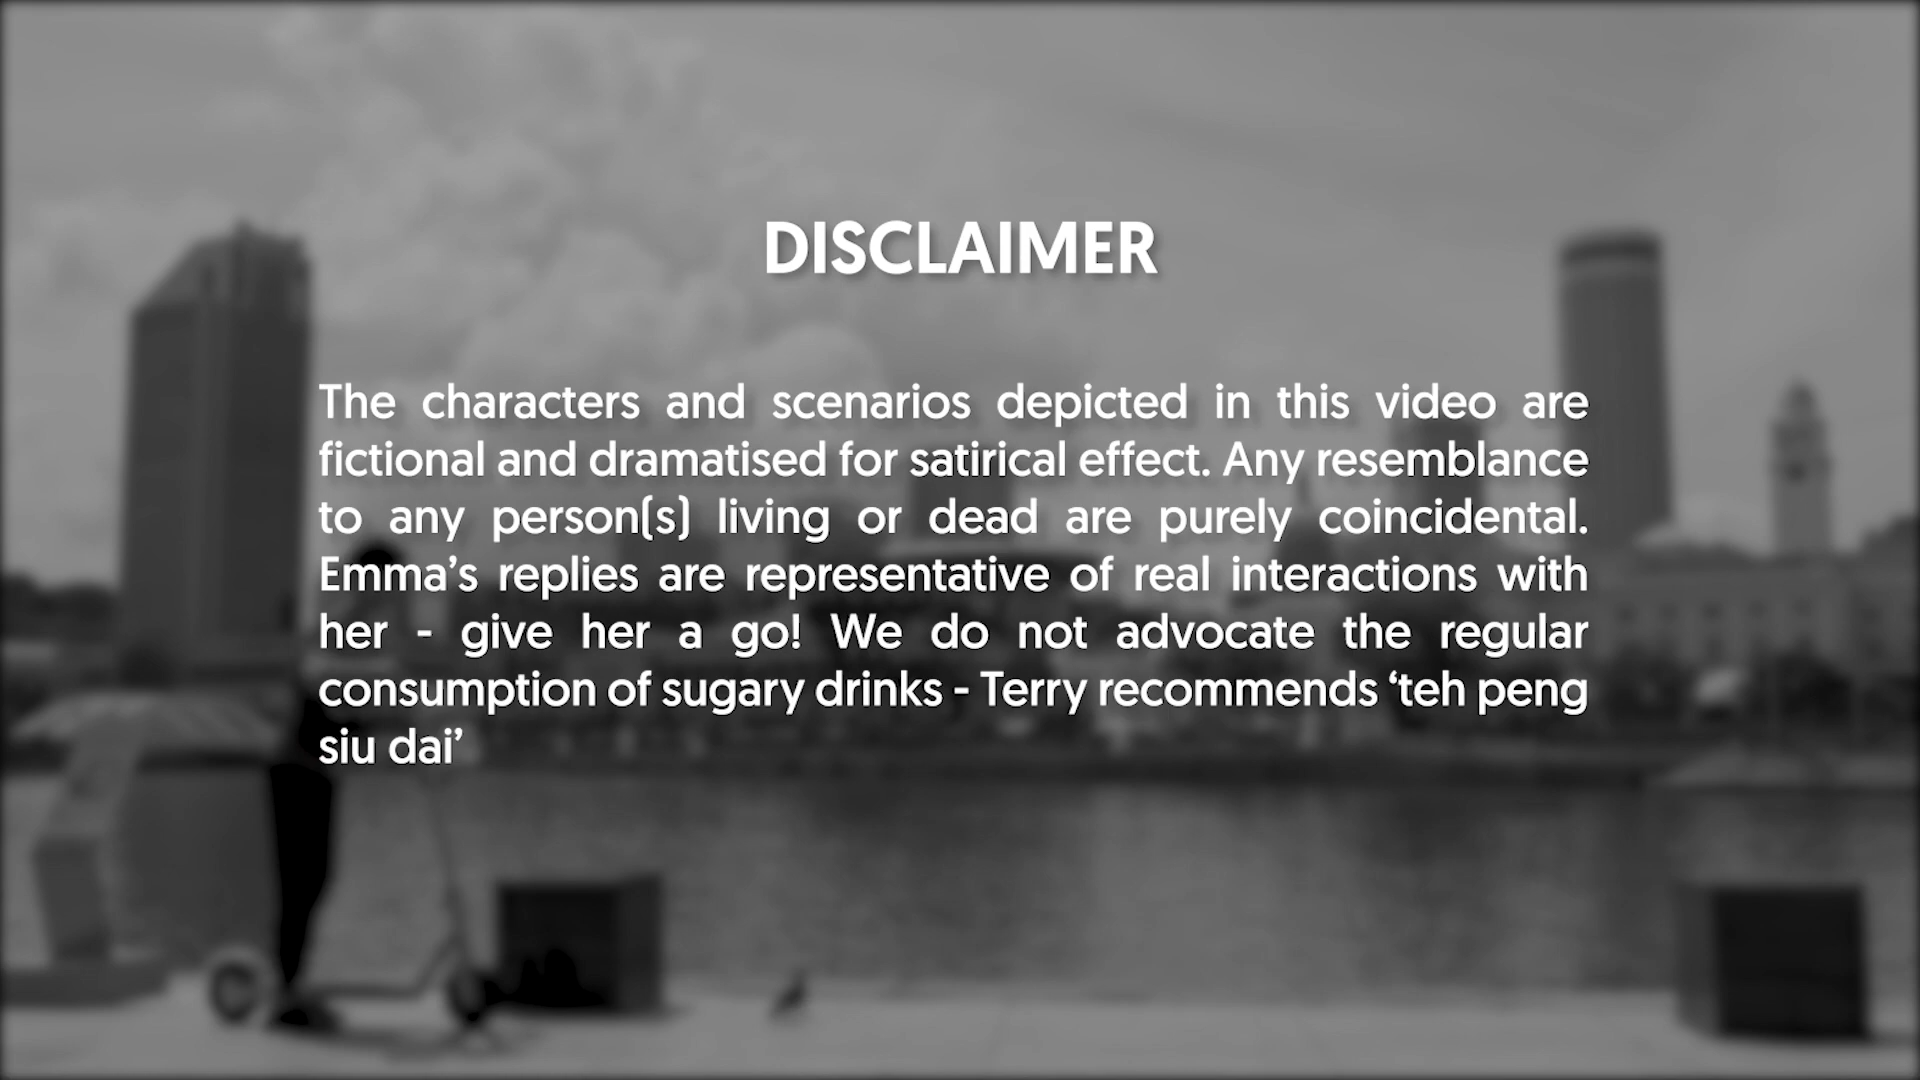 DISCLAIMER
The characters and scenarios depicted in this video are
fictional and dramatised for satirical effect. Any resemblance
to any person(s) living or dead are purely coincidental.
Emma’s replies are representative of real interactions with
her - give her a go! We do not advocate the regular
consumption of sugary drinks - Terry recommends ‘teh peng
siu dai’